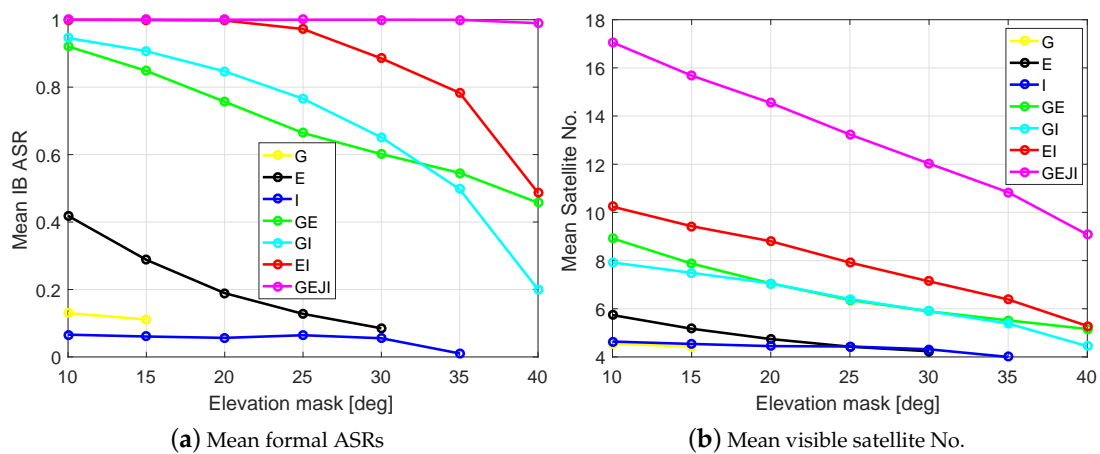 Mean IB ASR
1
0.8
0.6
0.4
0.2
0
10 15 20 25 30 35 40
Elevation mask [deg]
G
E
I
GE
GI
EI
GEJI
(a) Mean formal ASRs
Mean Satellite No.
18
16
14
12
10
8
6
4
10 15 20 25 30 35 40
Elevation mask [deg]
G
E
I
GE
GI
EI
GEJI
(b) Mean visible satellite No.